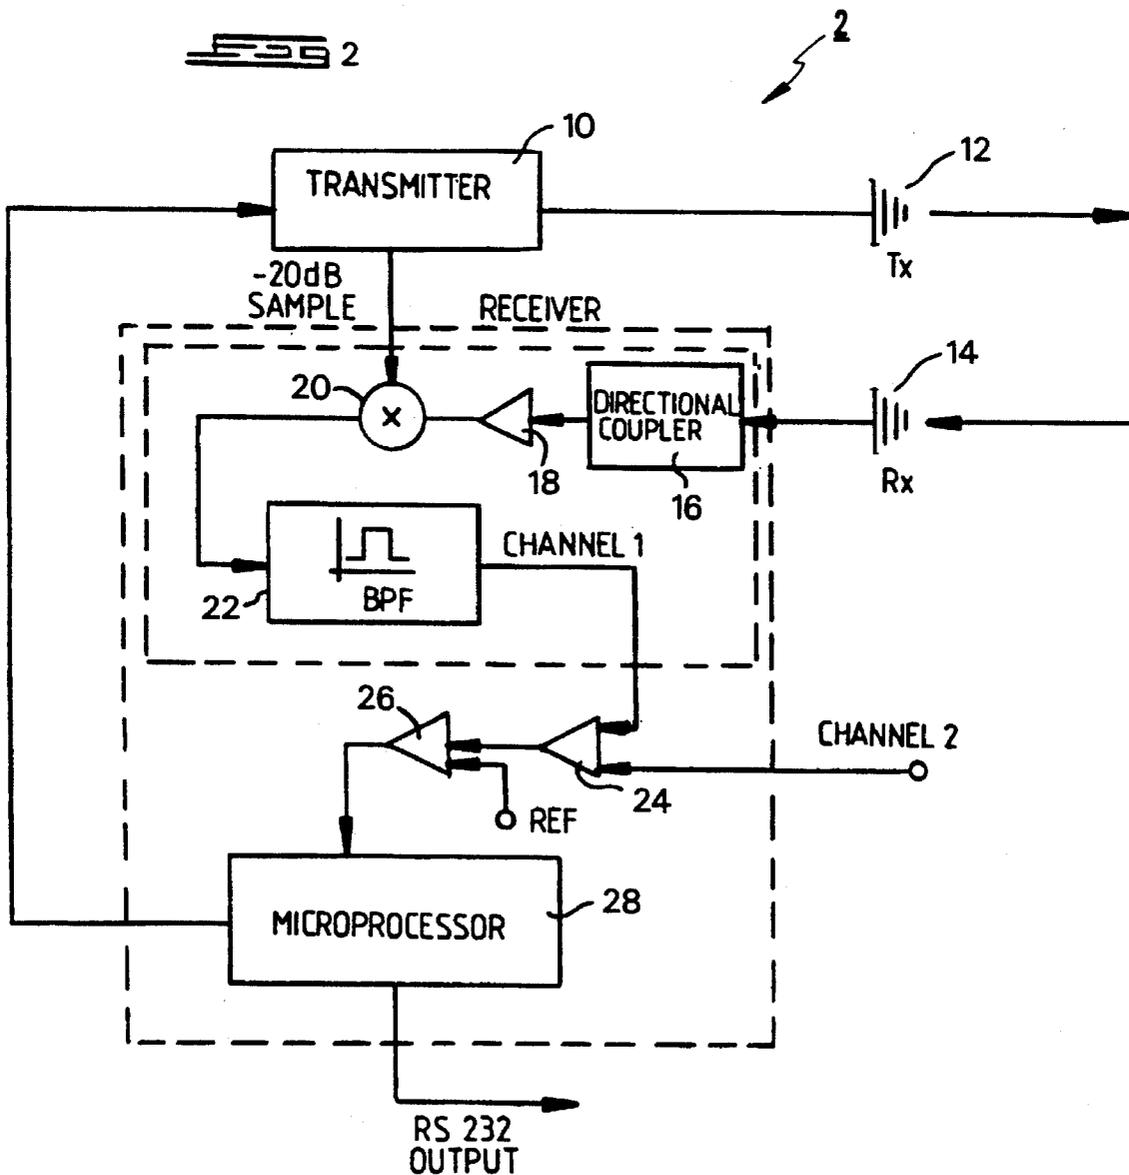 Fig 2
2
10
TRANSMITTER
12
Tx
-20dB
SAMPLE
RECEIVER
14
20
X
18
DIRECTIONAL
COUPLER
16
Rx
CHANNEL 1
22
BPF
26
CHANNEL 2
24
REF
28
MICROPROCESSOR
RS 232
OUTPUT